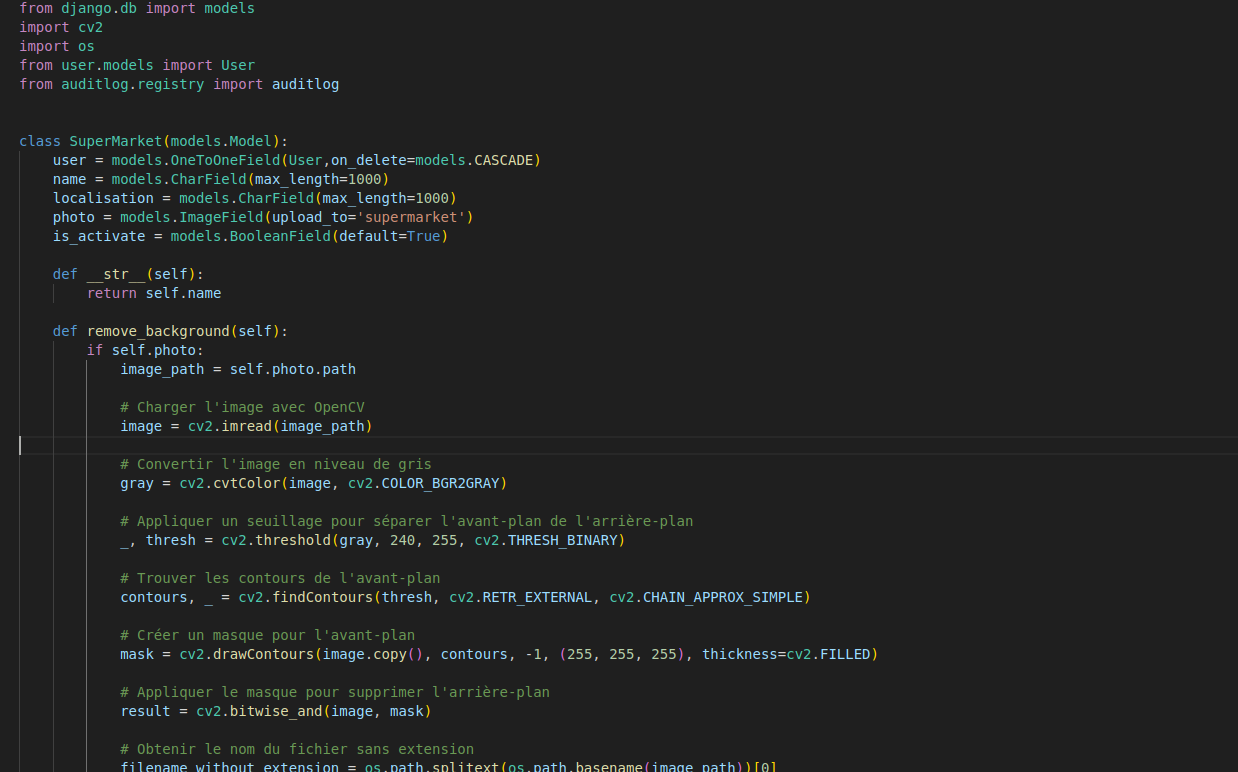 from django.db import models
import cv2
import os
from user.models import User
from auditlog.registry import auditlog
class SuperMarket(models.Model):
user = models.OneToOneField(User,on_delete=models.CASCADE)
name = models.CharField(max_length=1000)
localisation = models.CharField(max_length=1000)
photo = models.ImageField(upload_to='supermarket')
is_activate = models.BooleanField(default=True)
def __str__(self):
return self.name
def remove_background(self):
if self.photo:
image_path = self.photo.path
# Charger l'image avec OpenCV
image = cv2.imread(image_path)
# Convertir l'image en niveau de gris
gray = cv2.cvtColor(image, cv2.COLOR_BGR2GRAY)
# Appliquer un seuillage pour séparer l'avant-plan de l'arrière-plan
_, thresh = cv2.threshold(gray, 240, 255, cv2.THRESH_BINARY)
# Trouver les contours de l'avant-plan
contours, _ = cv2.findContours(thresh, cv2.RETR_EXTERNAL, cv2.CHAIN_APPROX_SIMPLE)
# Créer un masque pour l'avant-plan
mask = cv2.drawContours(image.copy(), contours, -1, (255, 255, 255), thickness=cv2.FILLED)
# Appliquer le masque pour supprimer l'arrière-plan
result = cv2.bitwise_and(image, mask)
# Obtenir le nom du fichier sans extension
filename_without_extension = os.path.splitext(os.path.basename(image_path))[0]